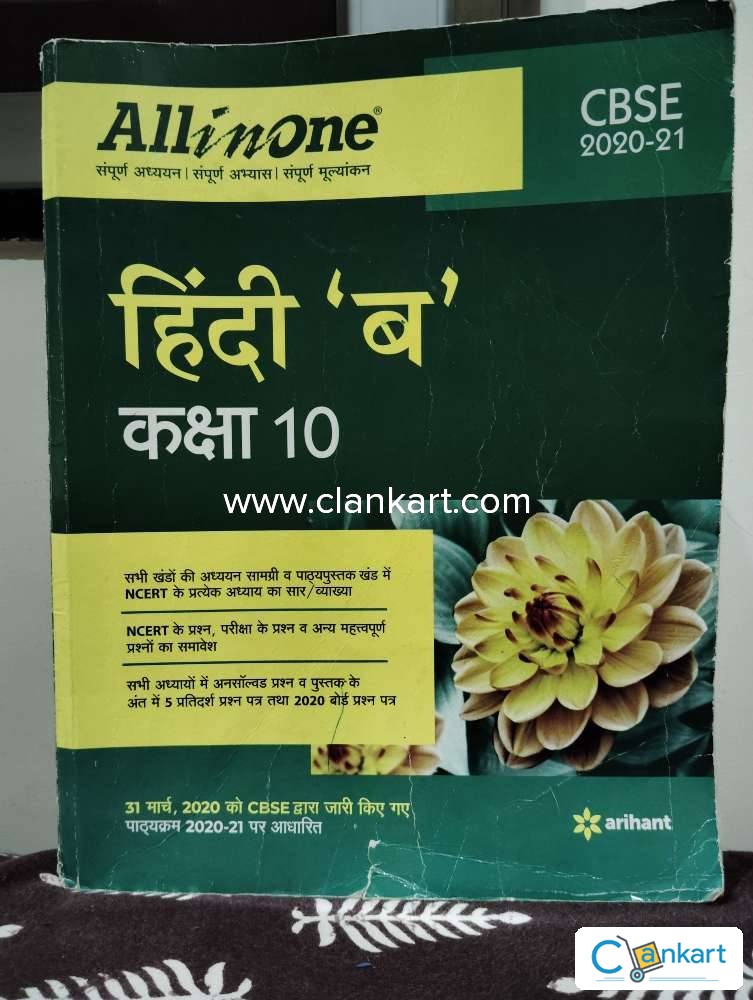 All in One®
संपूर्ण अध्ययन | संपूर्ण अभ्यास | संपूर्ण मूल्यांकन
CBSE
2020-21
हिंदी 'ब'
कक्षा 10
www.clankart.com
सभी खंडों की अध्ययन सामग्री व पाठ्यपुस्तक खंड में
NCERT के प्रत्येक अध्याय का सार/व्याख्या
NCERT के प्रश्न, परीक्षा के प्रश्न व अन्य महत्त्वपूर्ण
प्रश्नों का समावेश
सभी अध्यायों में अनसॉल्वड प्रश्न व पुस्तक के
अंत में 5 प्रतिदर्श प्रश्न पत्र तथा 2020 बोर्ड प्रश्न पत्र
31 मार्च, 2020 को CBSE द्वारा जारी किए गए
पाठ्यक्रम 2020-21 पर आधारित
arihant
Clankart